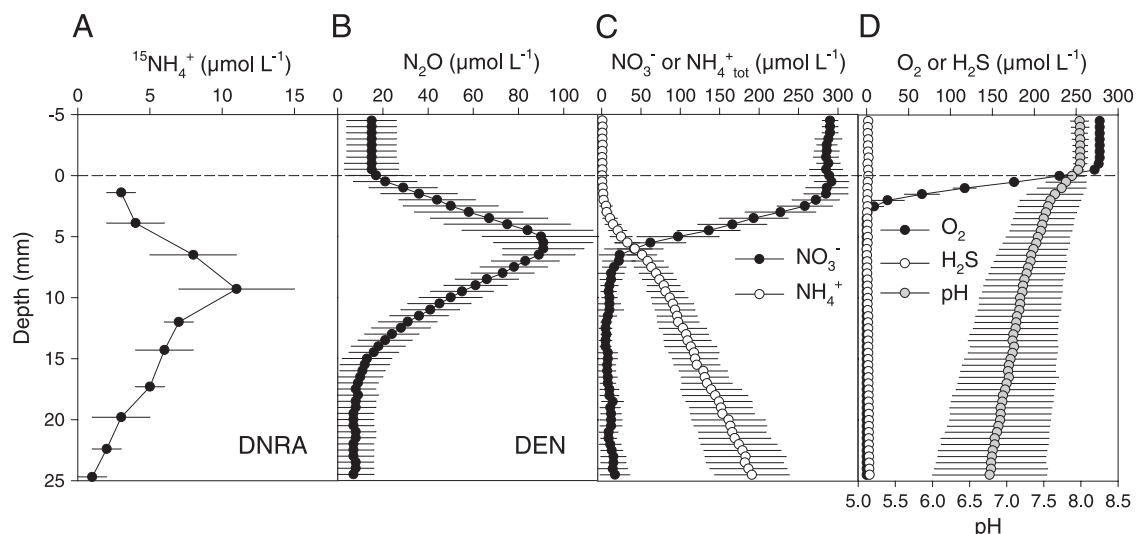 A B C D
¹⁵NH₄⁺ (µmol L⁻¹) N₂O (µmol L⁻¹) NO₃⁻ or NH₄⁺tot (µmol L⁻¹) O₂ or H₂S (µmol L⁻¹)
0 5 10 15 0 20 40 60 80 100 0 50 100 150 200 250 300 0 50 100 150 200 250 300
-5
0
5
10
15
20
25
Depth (mm)
DNRA
DEN
NO₃⁻
NH₄⁺
O₂
H₂S
pH
5.0 5.5 6.0 6.5 7.0 7.5 8.0 8.5
pH